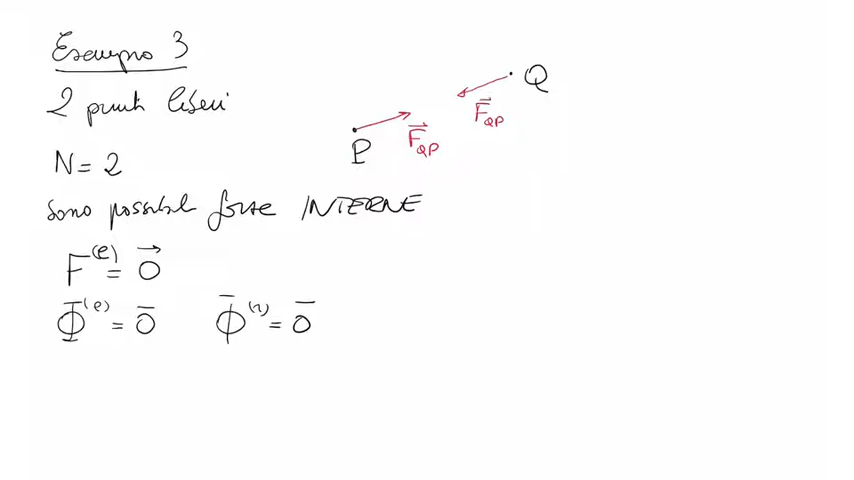 Esempio 3
2 punti liberi
N = 2
sono possibili forze INTERNE
F^(e) = 0
Φ^(e) = 0 Φ^(r) = 0
P
F_QP
F_QP
Q